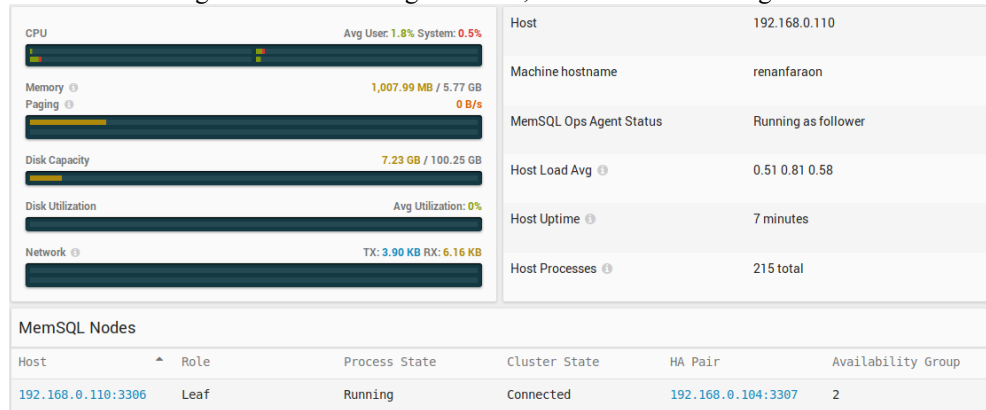 CPU Avg User: 1.8% System: 0.5%
Memory 1,007.99 MB / 5.77 GB
Paging 0 B/s
Disk Capacity 7.23 GB / 100.25 GB
Disk Utilization Avg Utilization: 0%
Network TX: 3.90 KB RX: 6.16 KB
Host 192.168.0.110
Machine hostname renanfaraon
MemSQL Ops Agent Status Running as follower
Host Load Avg 0.51 0.81 0.58
Host Uptime 7 minutes
Host Processes 215 total
MemSQL Nodes
Host Role Process State Cluster State HA Pair Availability Group
192.168.0.110:3306 Leaf Running Connected 192.168.0.104:3307 2